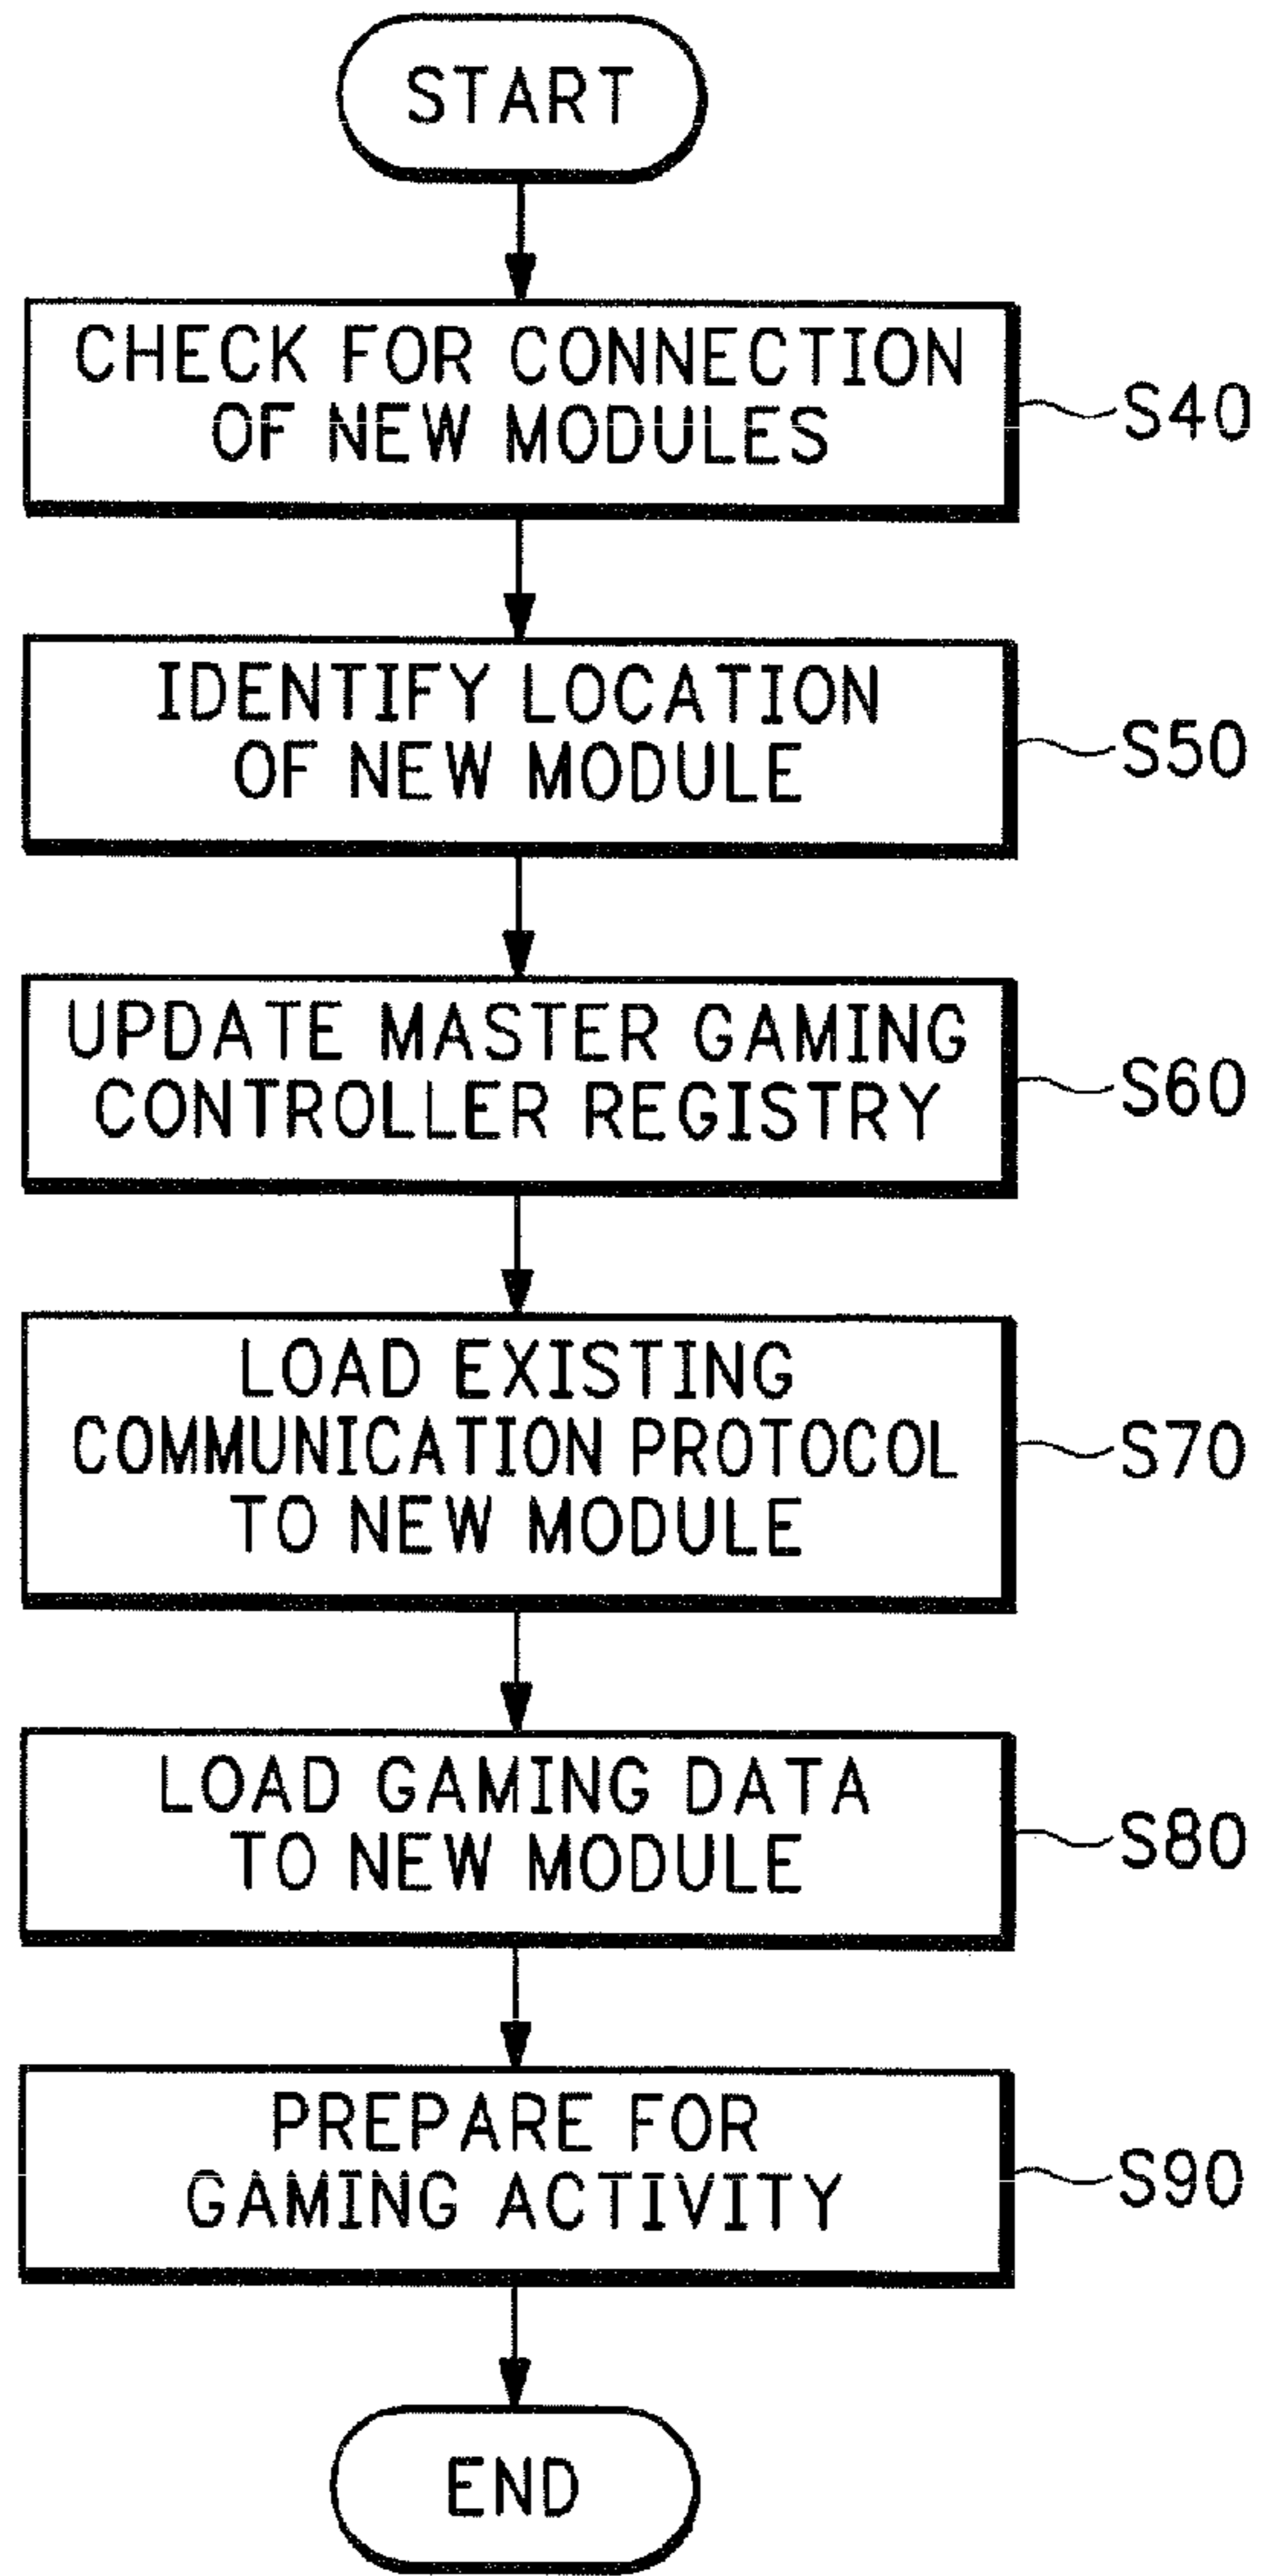 START
CHECK FOR CONNECTION
OF NEW MODULES
S40
IDENTIFY LOCATION
OF NEW MODULE
S50
UPDATE MASTER GAMING
CONTROLLER REGISTRY
S60
LOAD EXISTING
COMMUNICATION PROTOCOL
TO NEW MODULE
S70
LOAD GAMING DATA
TO NEW MODULE
S80
PREPARE FOR
GAMING ACTIVITY
S90
END